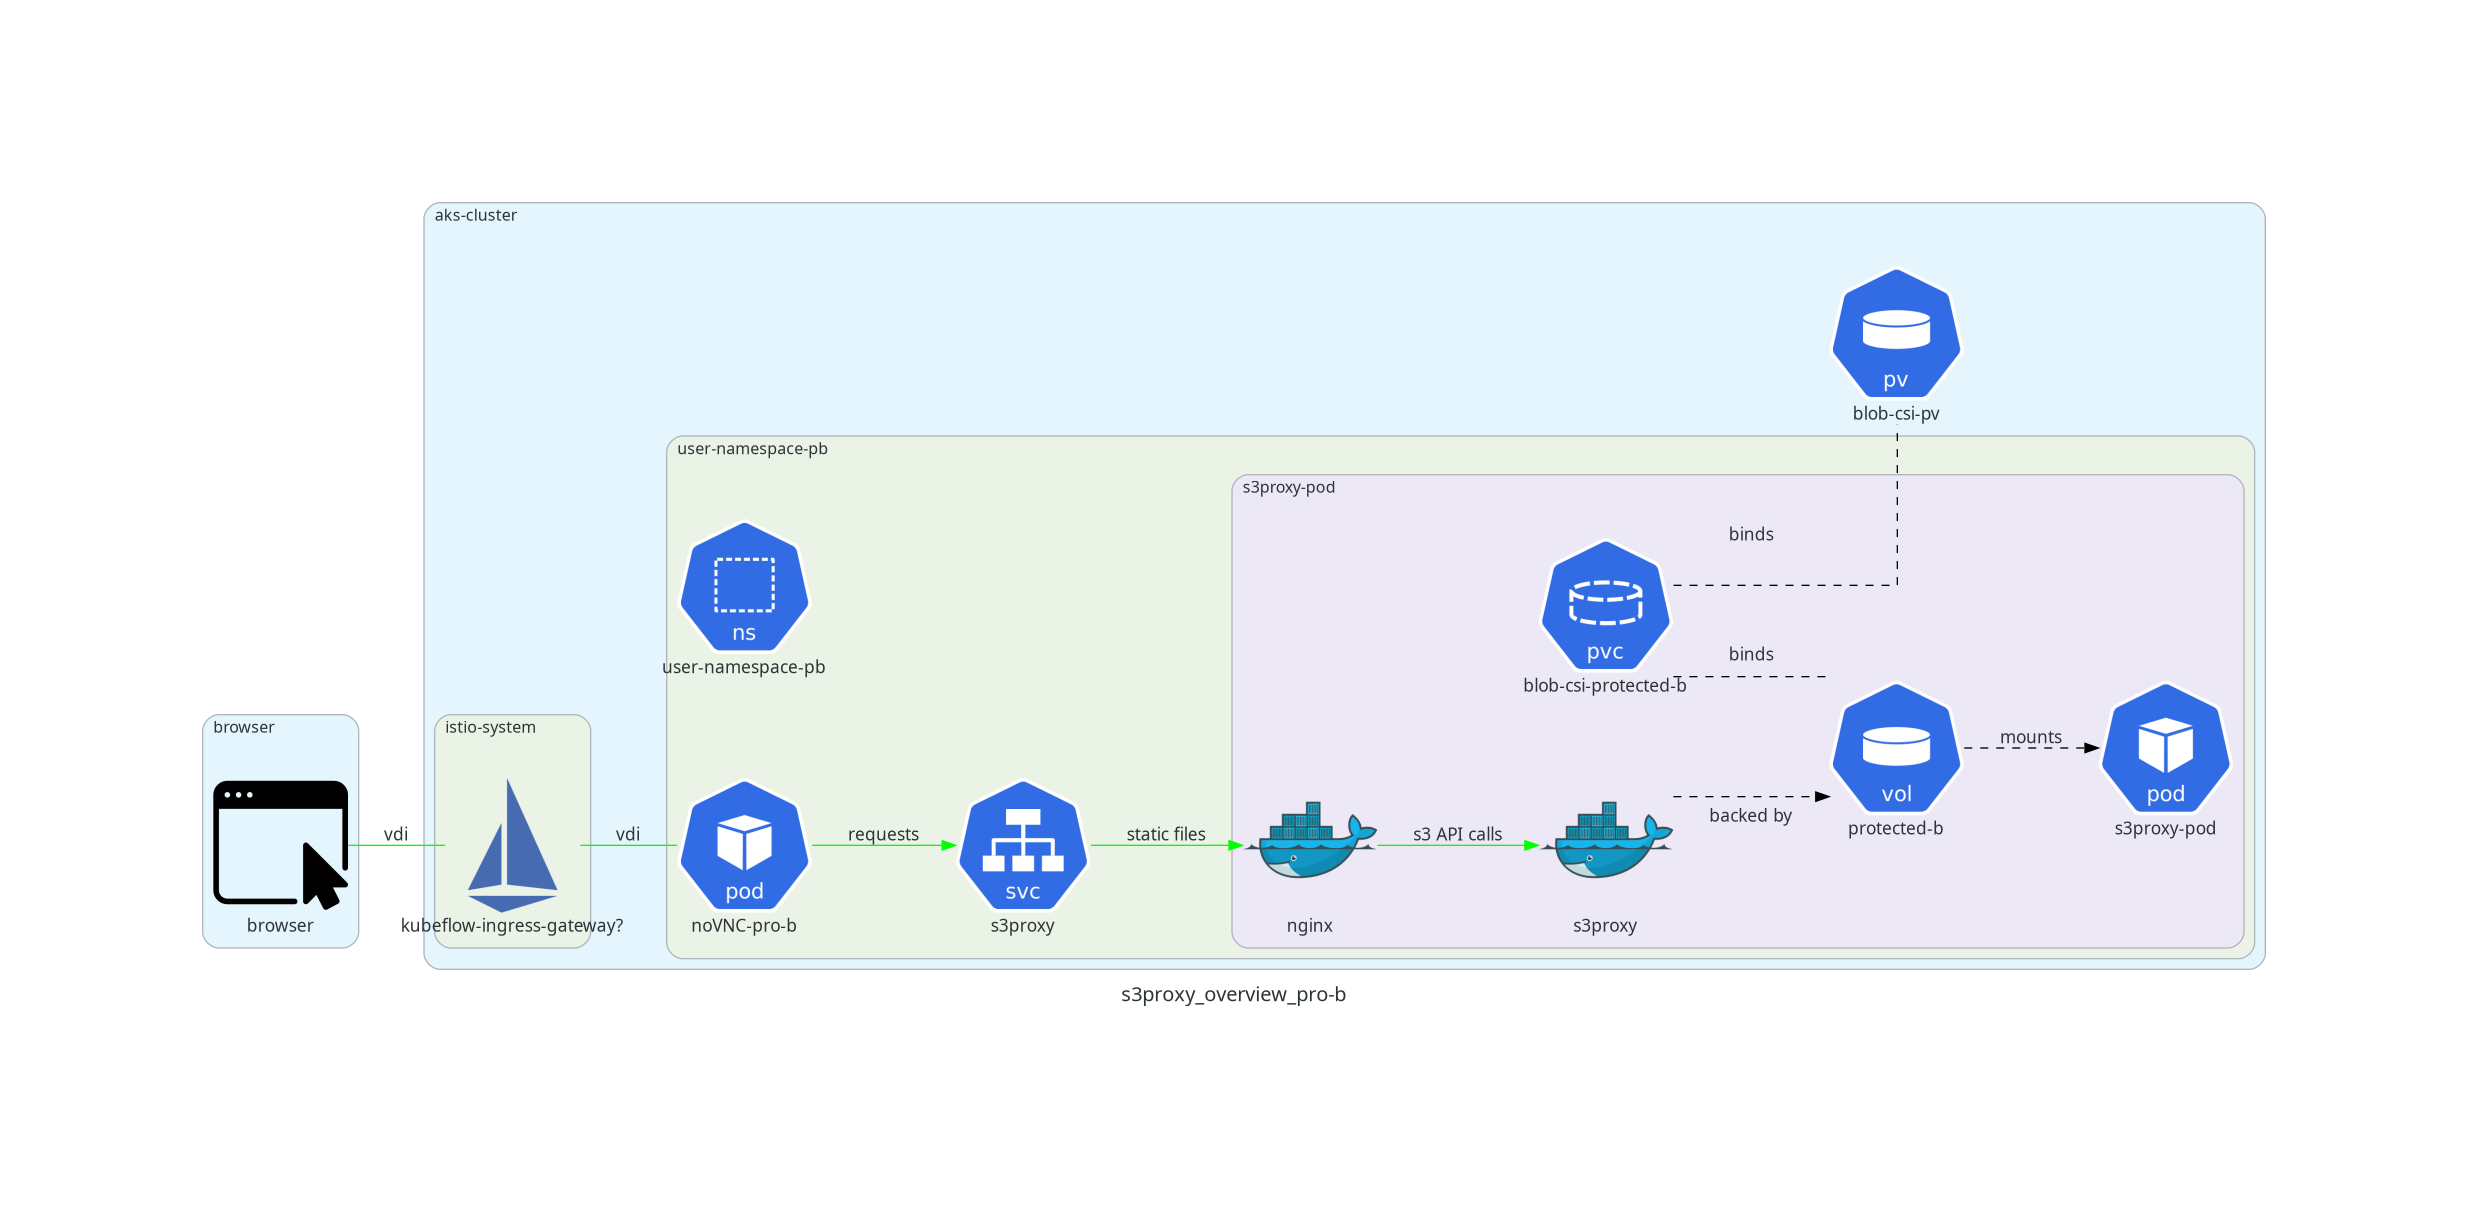 aks-cluster
pv
blob-csi-pv
user-namespace-pb
s3proxy-pod
binds
ns
user-namespace-pb
pvc
blob-csi-protected-b
binds
browser
istio-system
vol
protected-b
mounts
pod
s3proxy-pod
backed by
browser
vdi
kubeflow-ingress-gateway?
vdi
pod
noVNC-pro-b
requests
svc
s3proxy
static files
nginx
s3 API calls
s3proxy
s3proxy_overview_pro-b